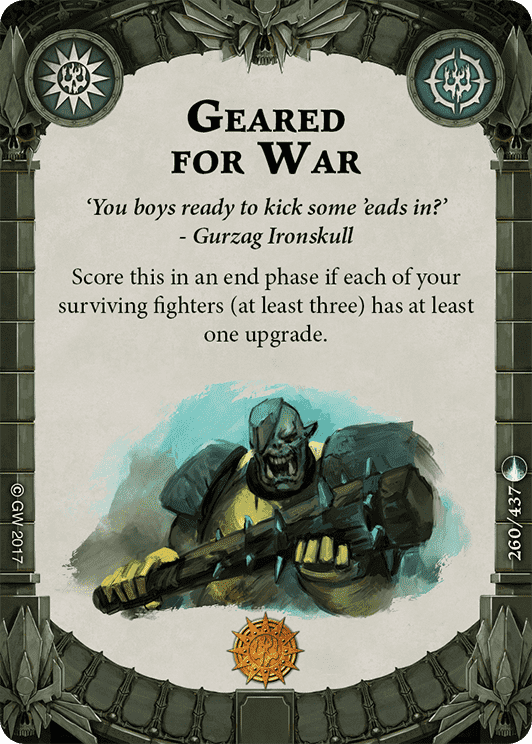 GEARED
FOR WAR
‘You boys ready to kick some ’eads in?’
- Gurzag Ironskull
Score this in an end phase if each of your
surviving fighters (at least three) has at least
one upgrade.
© GW 2017
260/437